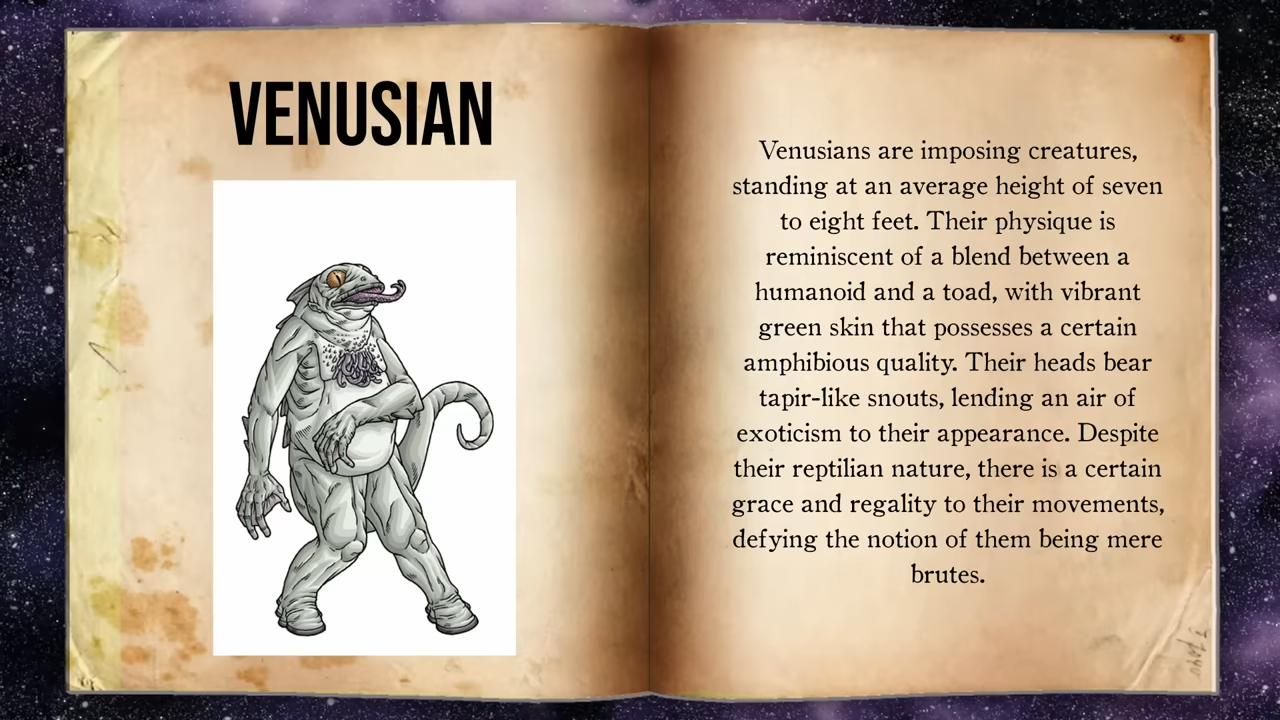 VENUSIAN
Venusians are imposing creatures,
standing at an average height of seven
to eight feet. Their physique is
reminiscent of a blend between a
humanoid and a toad, with vibrant
green skin that possesses a certain
amphibious quality. Their heads bear
tapir-like snouts, lending an air of
exoticism to their appearance. Despite
their reptilian nature, there is a certain
grace and regality to their movements,
defying the notion of them being mere
brutes.